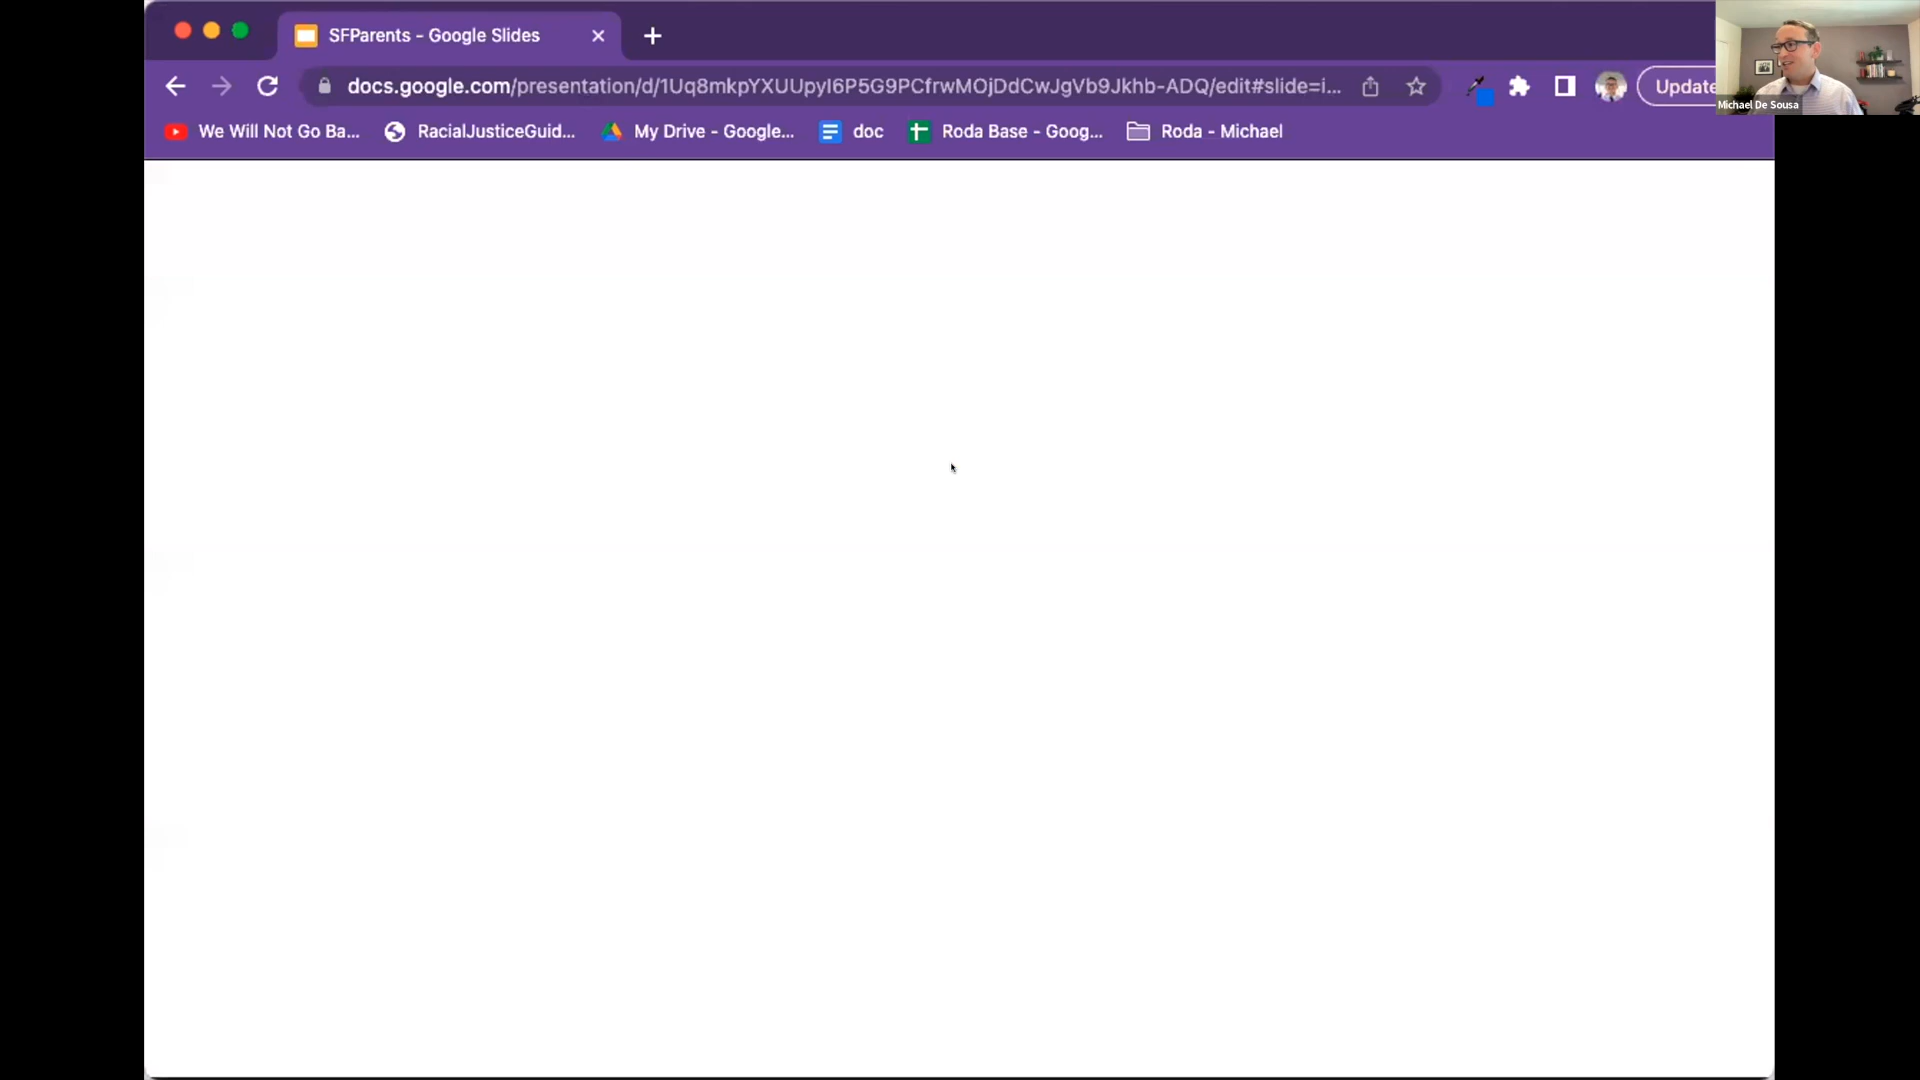 SFParents - Google Slides
docs.google.com/presentation/d/1Uq8mkpYXUUpyI6P5G9PCfrwMOjDdCwJgVb9Jkhb-ADQ/edit#slide=i...
Update
Michael De Sousa
We Will Not Go Ba...
RacialJusticeGuid...
My Drive - Google...
doc
Roda Base - Goog...
Roda - Michael